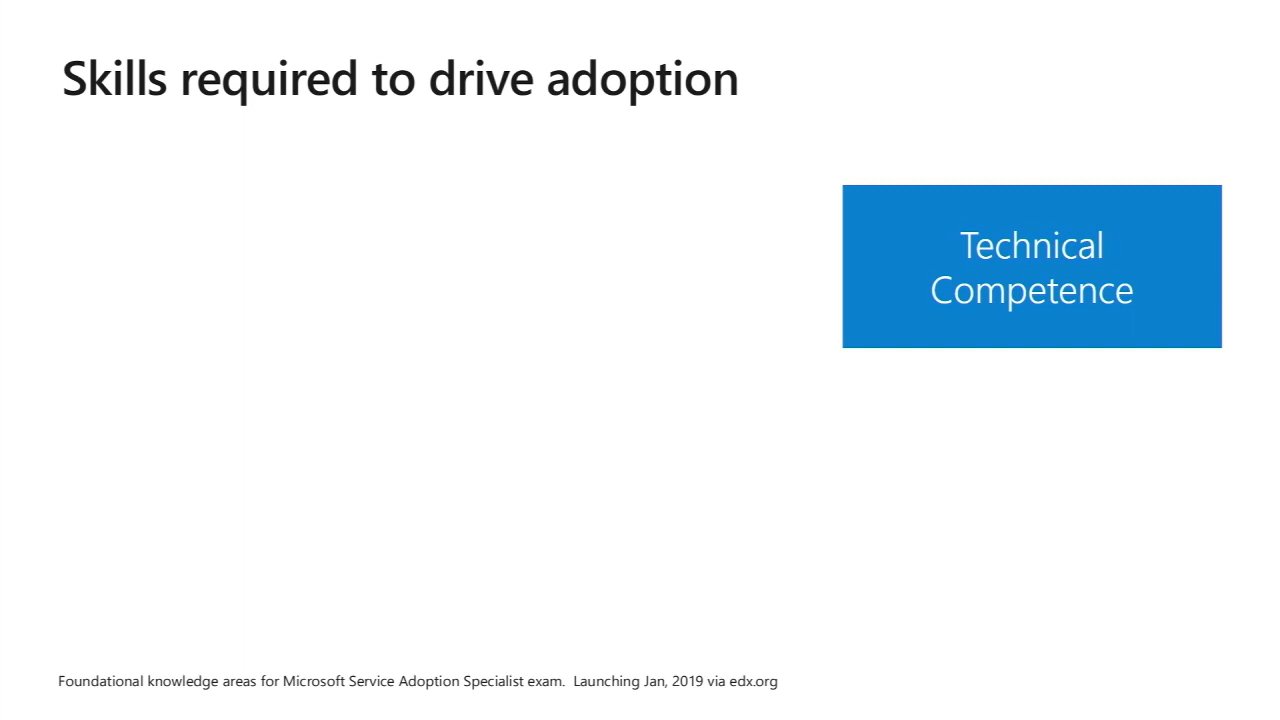 Skills required to drive adoption
Technical
Competence
Foundational knowledge areas for Microsoft Service Adoption Specialist exam.  Launching Jan, 2019 via edx.org